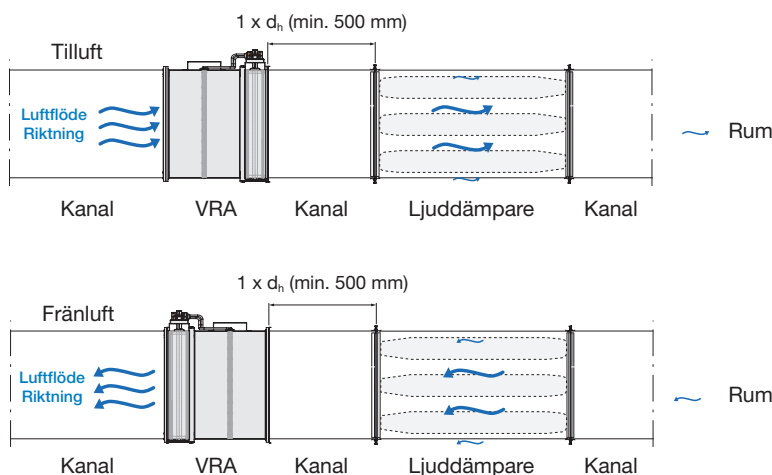 1 x dh (min. 500 mm)
Tilluft
Luftflöde
Riktning
Rum
Kanal VRA Kanal Ljuddämpare Kanal
1 x dh (min. 500 mm)
Fränluft
Luftflöde
Riktning
Rum
Kanal VRA Kanal Ljuddämpare Kanal